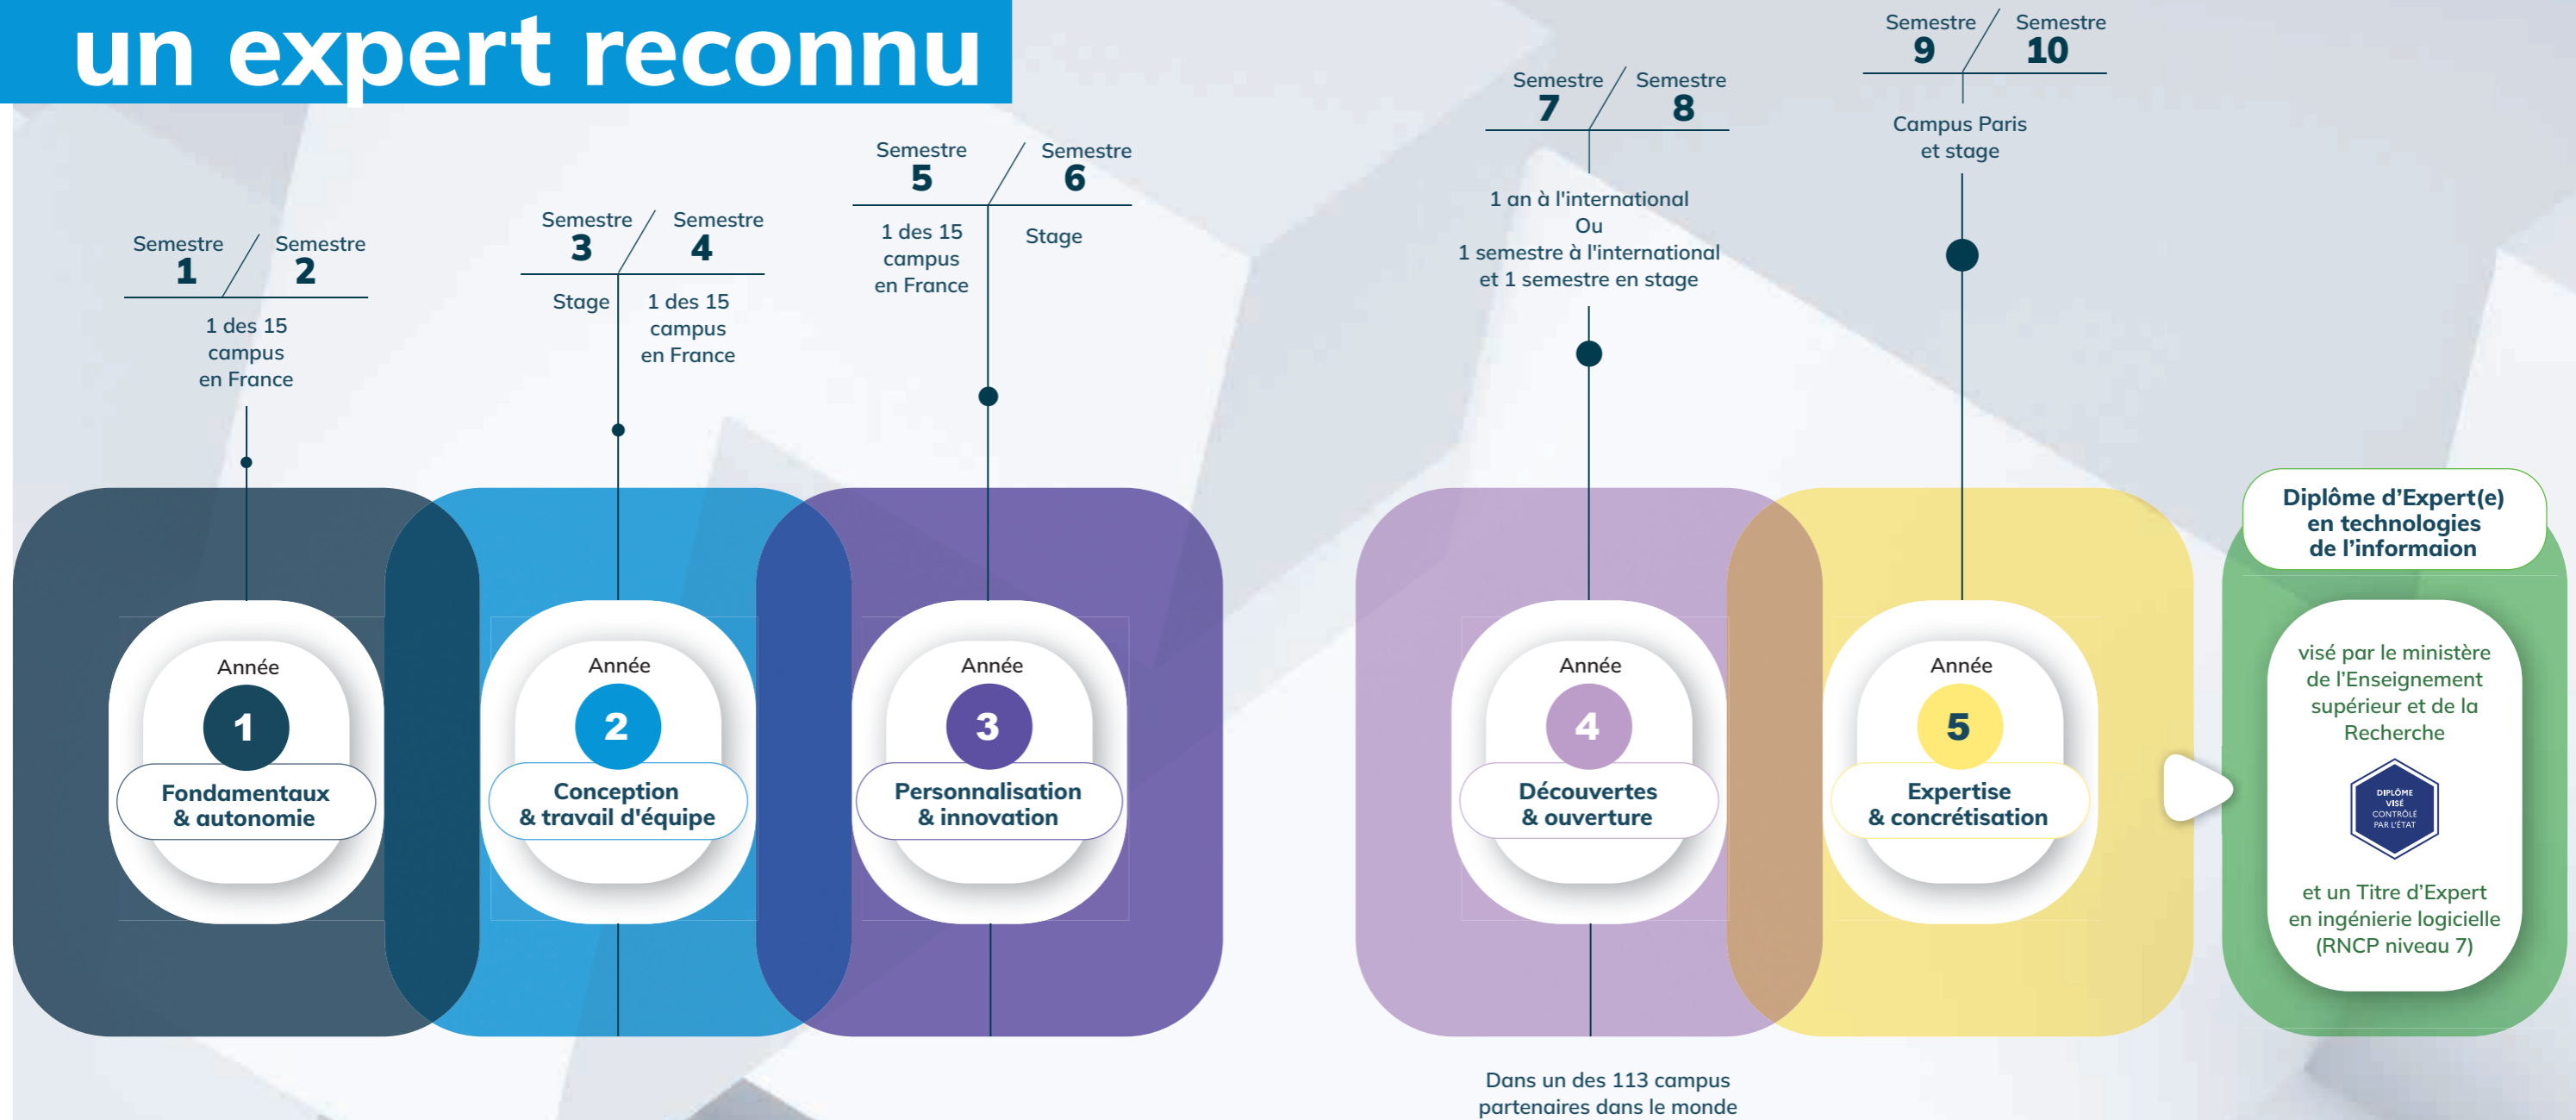 un expert reconnu
Semestre Semestre
1 2
1 des 15
campus
en France
Semestre Semestre
3 4
Stage
1 des 15
campus
en France
Semestre Semestre
5 6
1 des 15
campus
en France
Stage
Semestre Semestre
7 8
1 an à l'international
Ou
1 semestre à l'international
et 1 semestre en stage
Semestre Semestre
9 10
Campus Paris
et stage
Année
1
Fondamentaux
& autonomie
Année
2
Conception
& travail d'équipe
Année
3
Personnalisation
& innovation
Année
4
Découvertes
& ouverture
Année
5
Expertise
& concrétisation
Diplôme d’Expert(e)
en technologies
de l’informaion
visé par le ministère
de l’Enseignement
supérieur et de la
Recherche
DIPLÔME
VISÉ
CONTRÔLÉ
PAR L'ÉTAT
et un Titre d’Expert
en ingénierie logicielle
(RNCP niveau 7)
Dans un des 113 campus
partenaires dans le monde